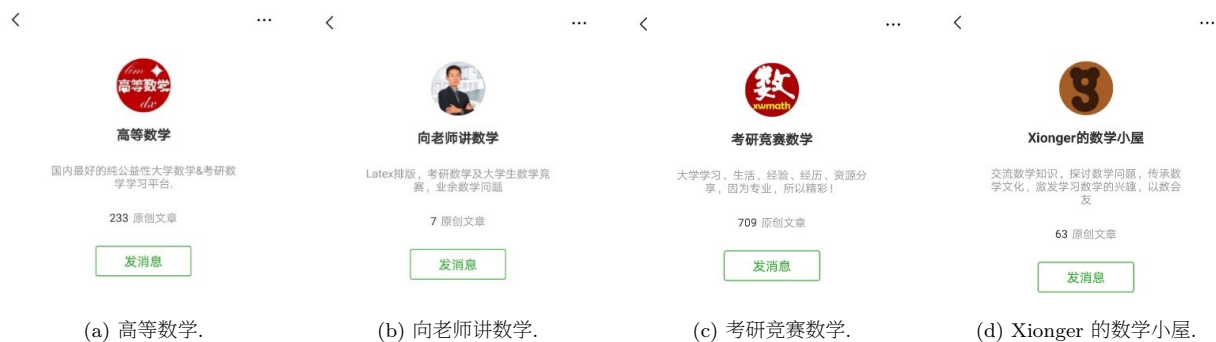 lim
高等数学
dx
高等数学
国内最好的纯公益性大学数学&考研数
学学习平台.
233 原创文章
发消息
(a) 高等数学.
向老师讲数学
Latex排版，考研数学及大学生数学竞
赛，业余数学问题
7 原创文章
发消息
(b) 向老师讲数学.
数
xwmath
考研竞赛数学
大学学习、生活，经验、经历、资源分
享，因为专业，所以精彩！
709 原创文章
发消息
(c) 考研竞赛数学.
Xionger的数学小屋
交流数学知识，探讨数学问题，传承数
学文化，激发学习数学的兴趣，以数会
友
63 原创文章
发消息
(d) Xionger 的数学小屋.